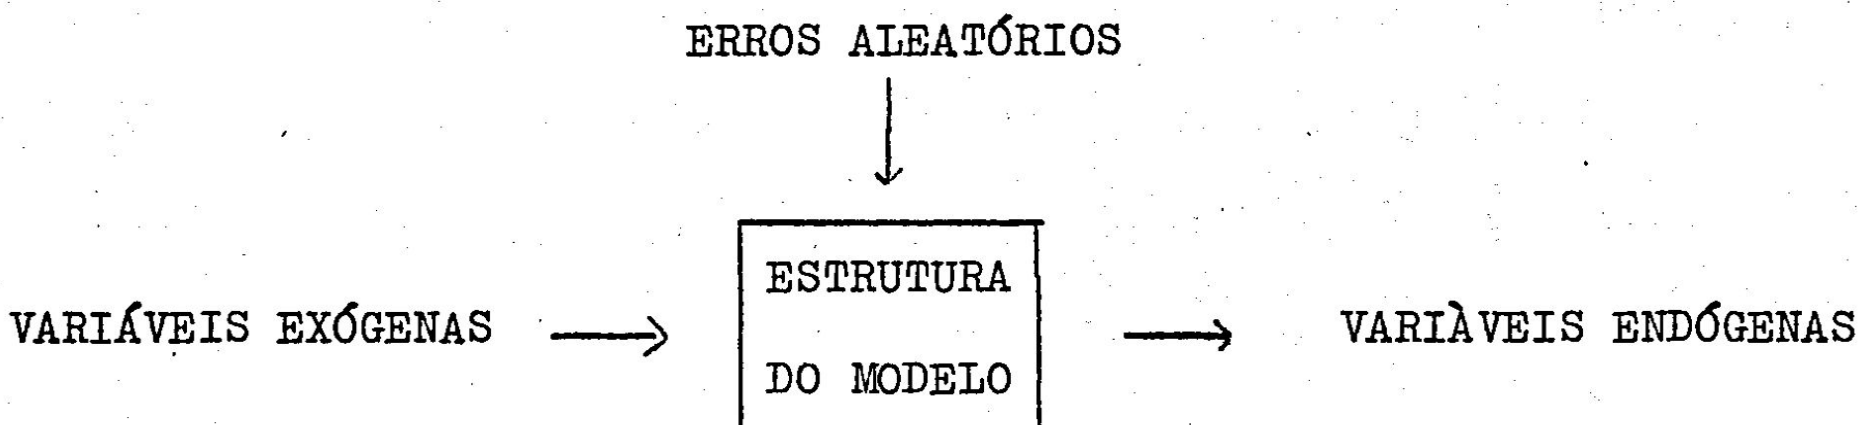 ERROS ALEATÓRIOS
ESTRUTURA
VARIÁVEIS EXÓGENAS
VARIÀVEIS ENDÓGENAS
DO MODELO